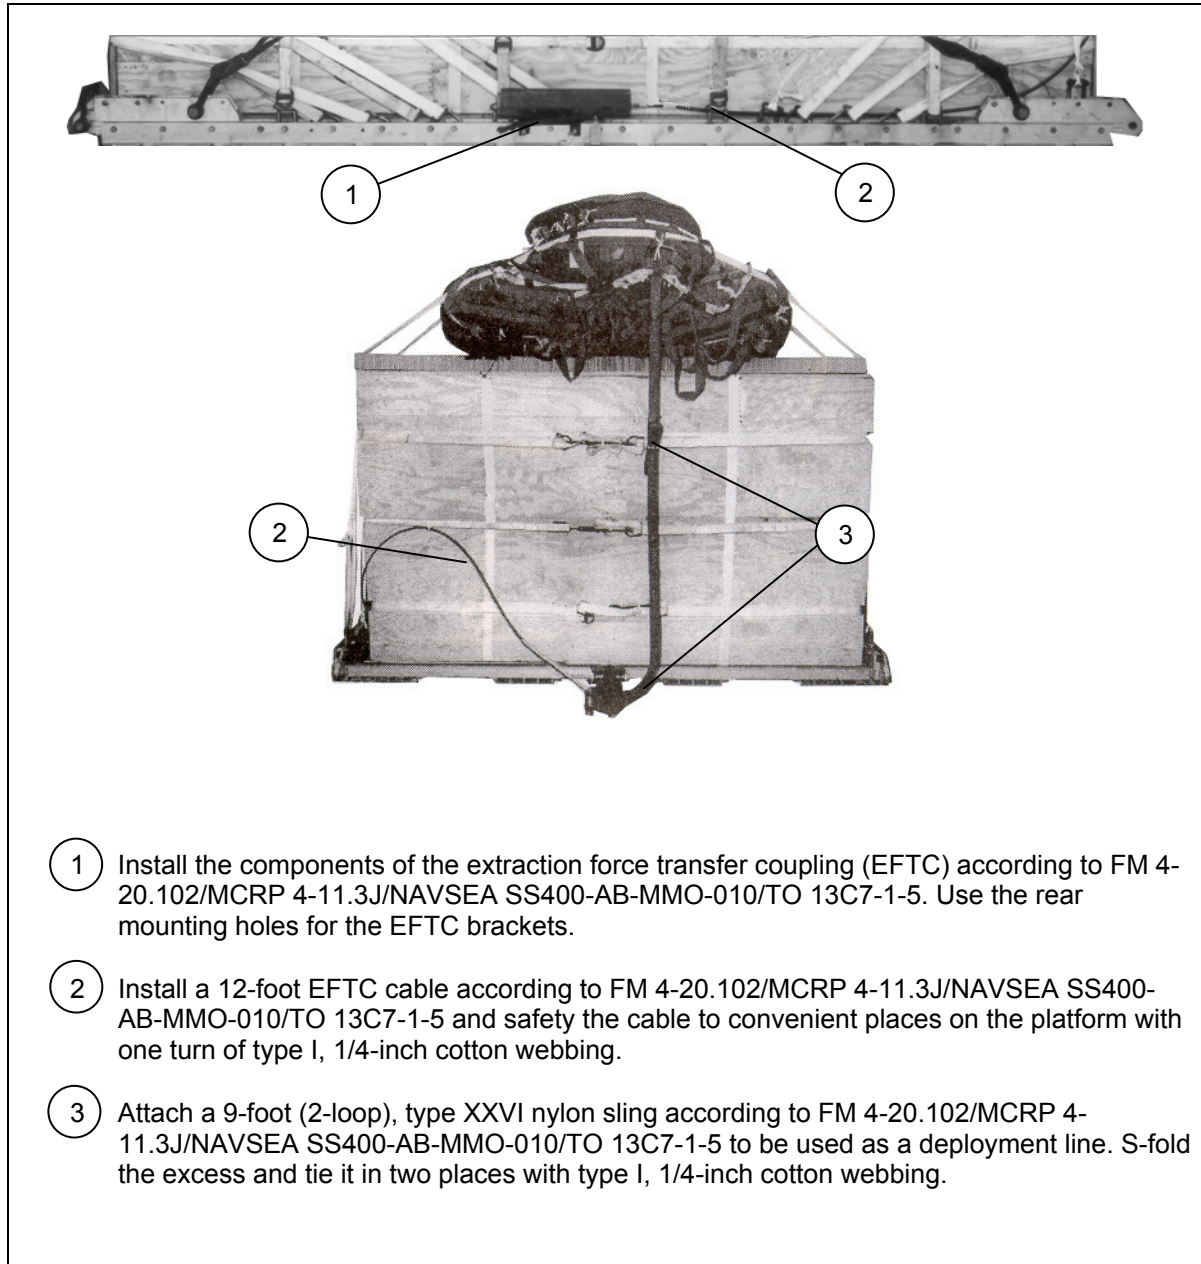 1
2
2
3
1 Install the components of the extraction force transfer coupling (EFTC) according to FM 4-
20.102/MCRP 4-11.3J/NAVSEA SS400-AB-MMO-010/TO 13C7-1-5. Use the rear
mounting holes for the EFTC brackets.
2 Install a 12-foot EFTC cable according to FM 4-20.102/MCRP 4-11.3J/NAVSEA SS400-
AB-MMO-010/TO 13C7-1-5 and safety the cable to convenient places on the platform with
one turn of type I, 1/4-inch cotton webbing.
3 Attach a 9-foot (2-loop), type XXVI nylon sling according to FM 4-20.102/MCRP 4-
11.3J/NAVSEA SS400-AB-MMO-010/TO 13C7-1-5 to be used as a deployment line. S-fold
the excess and tie it in two places with type I, 1/4-inch cotton webbing.